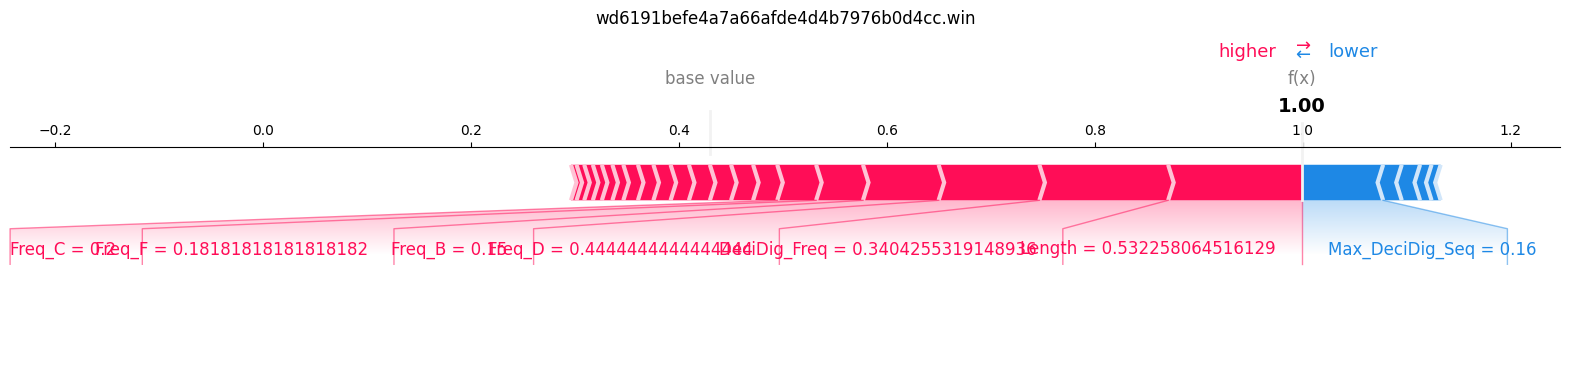 wd6191befe4a7a66afde4d4b7976b0d4cc.win
higher ⇄ lower
base value f(x)
1.00
−0.2 0.0 0.2 0.4 0.6 0.8 1.0 1.2
Freq_C = 0.2 Freq_F = 0.18181818181818182 Freq_B = 0.15 Freq_D = 0.4444444444444444 DeciDig_Freq = 0.3404255319148936 Length = 0.532258064516129 Max_DeciDig_Seq = 0.16